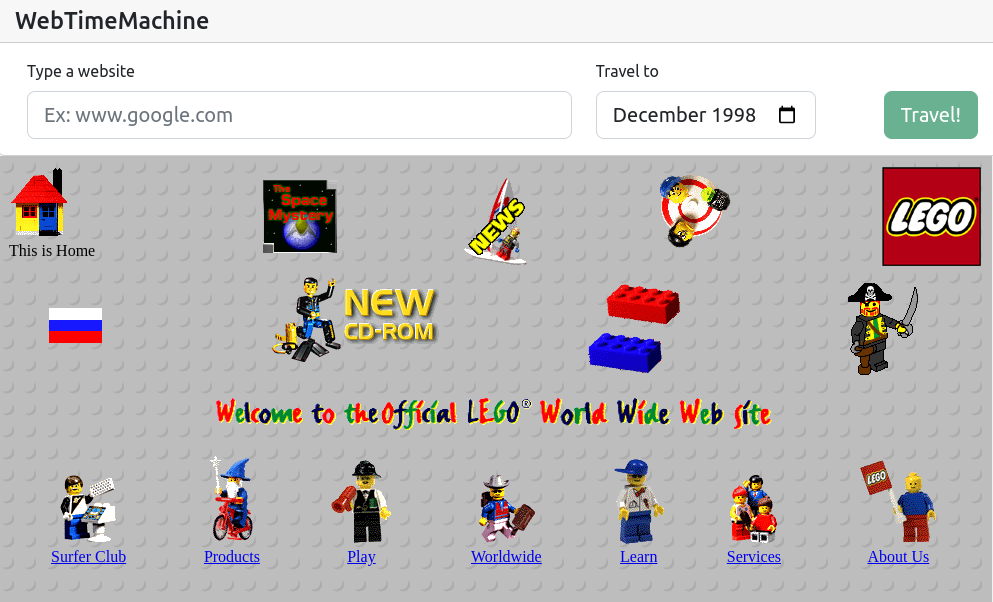 WebTimeMachine
Type a website
Travel to
Ex: www.google.com
December 1998
Travel!
The
Space
Mystery
NEWS
LEGO
This is Home
NEW
CD-ROM
Welcome to the Official LEGO® World Wide Web Site
LEGO
Surfer Club
Products
Play
Worldwide
Learn
Services
About Us